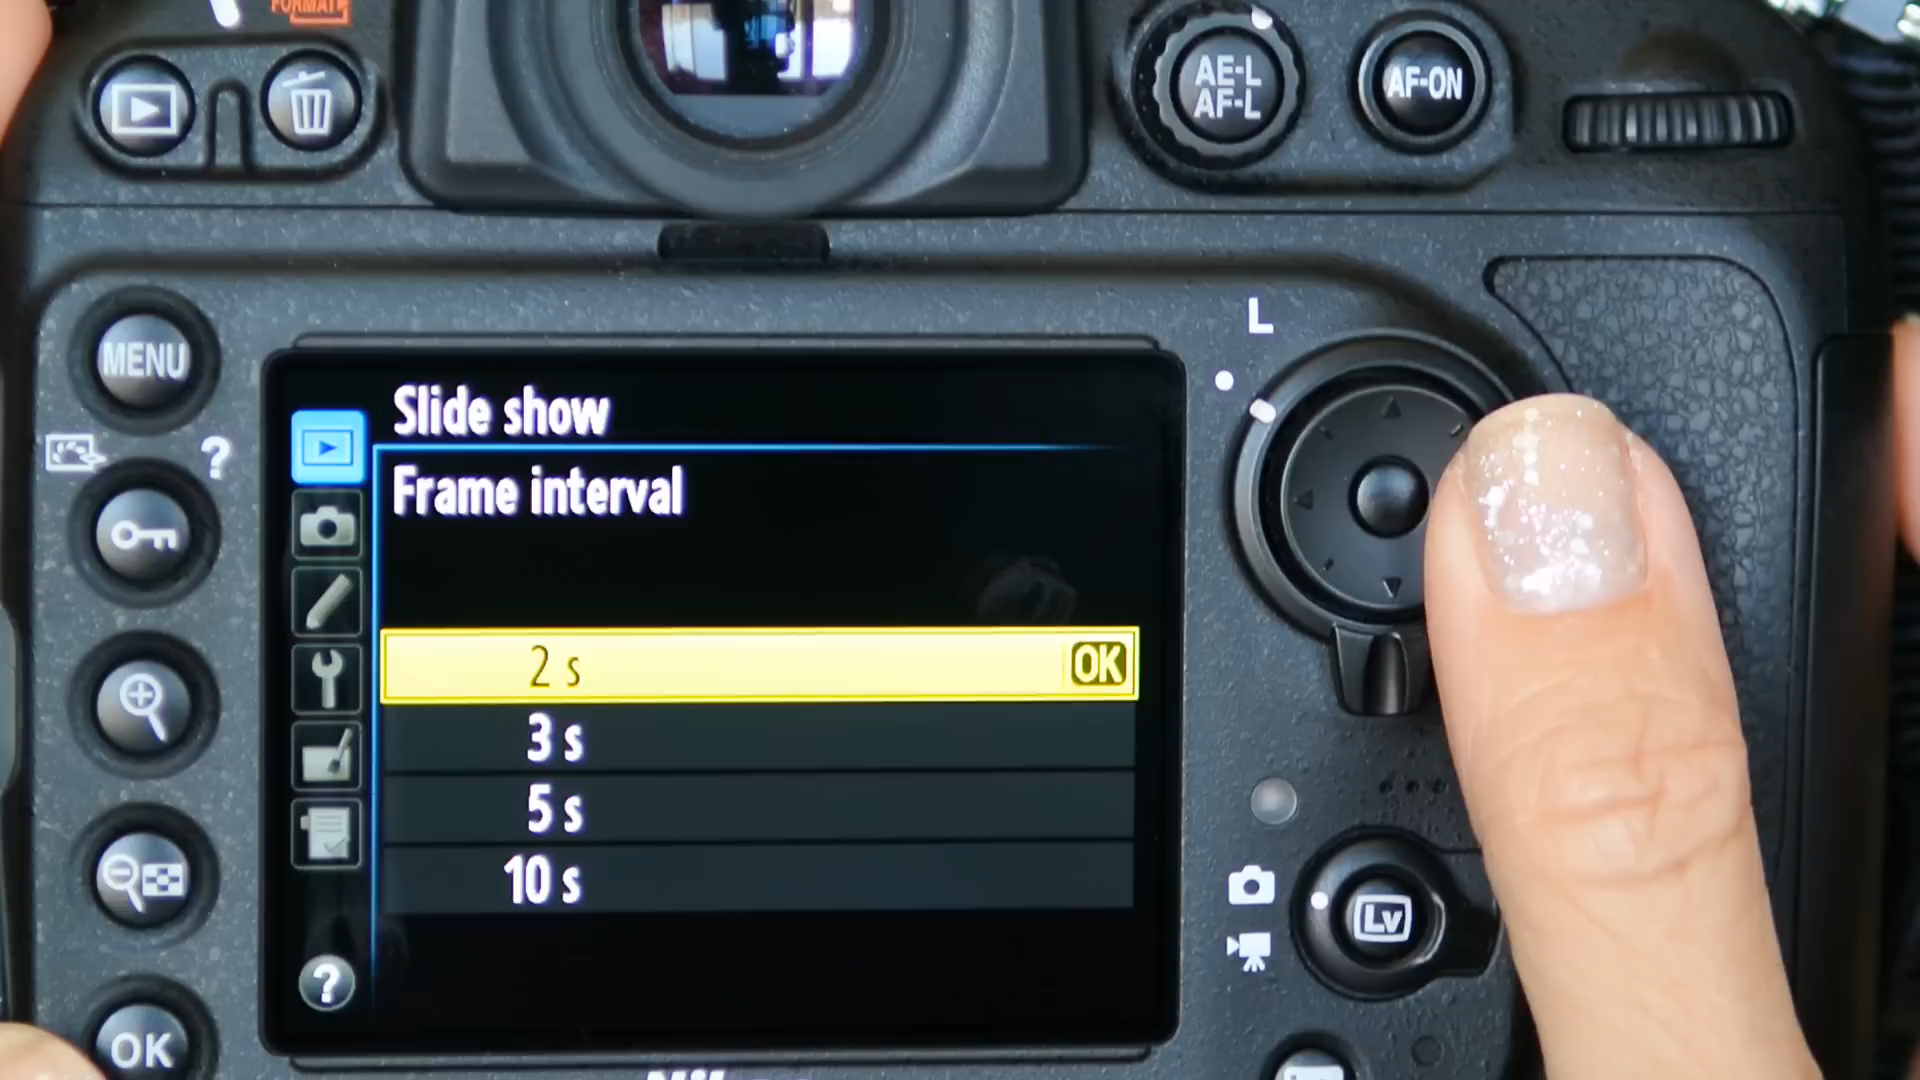 FORMAT
AE-L
AF-L
AF-ON
L
MENU
?
Slide show
Frame interval
2 s
OK
3 s
5 s
10 s
?
Lv
OK